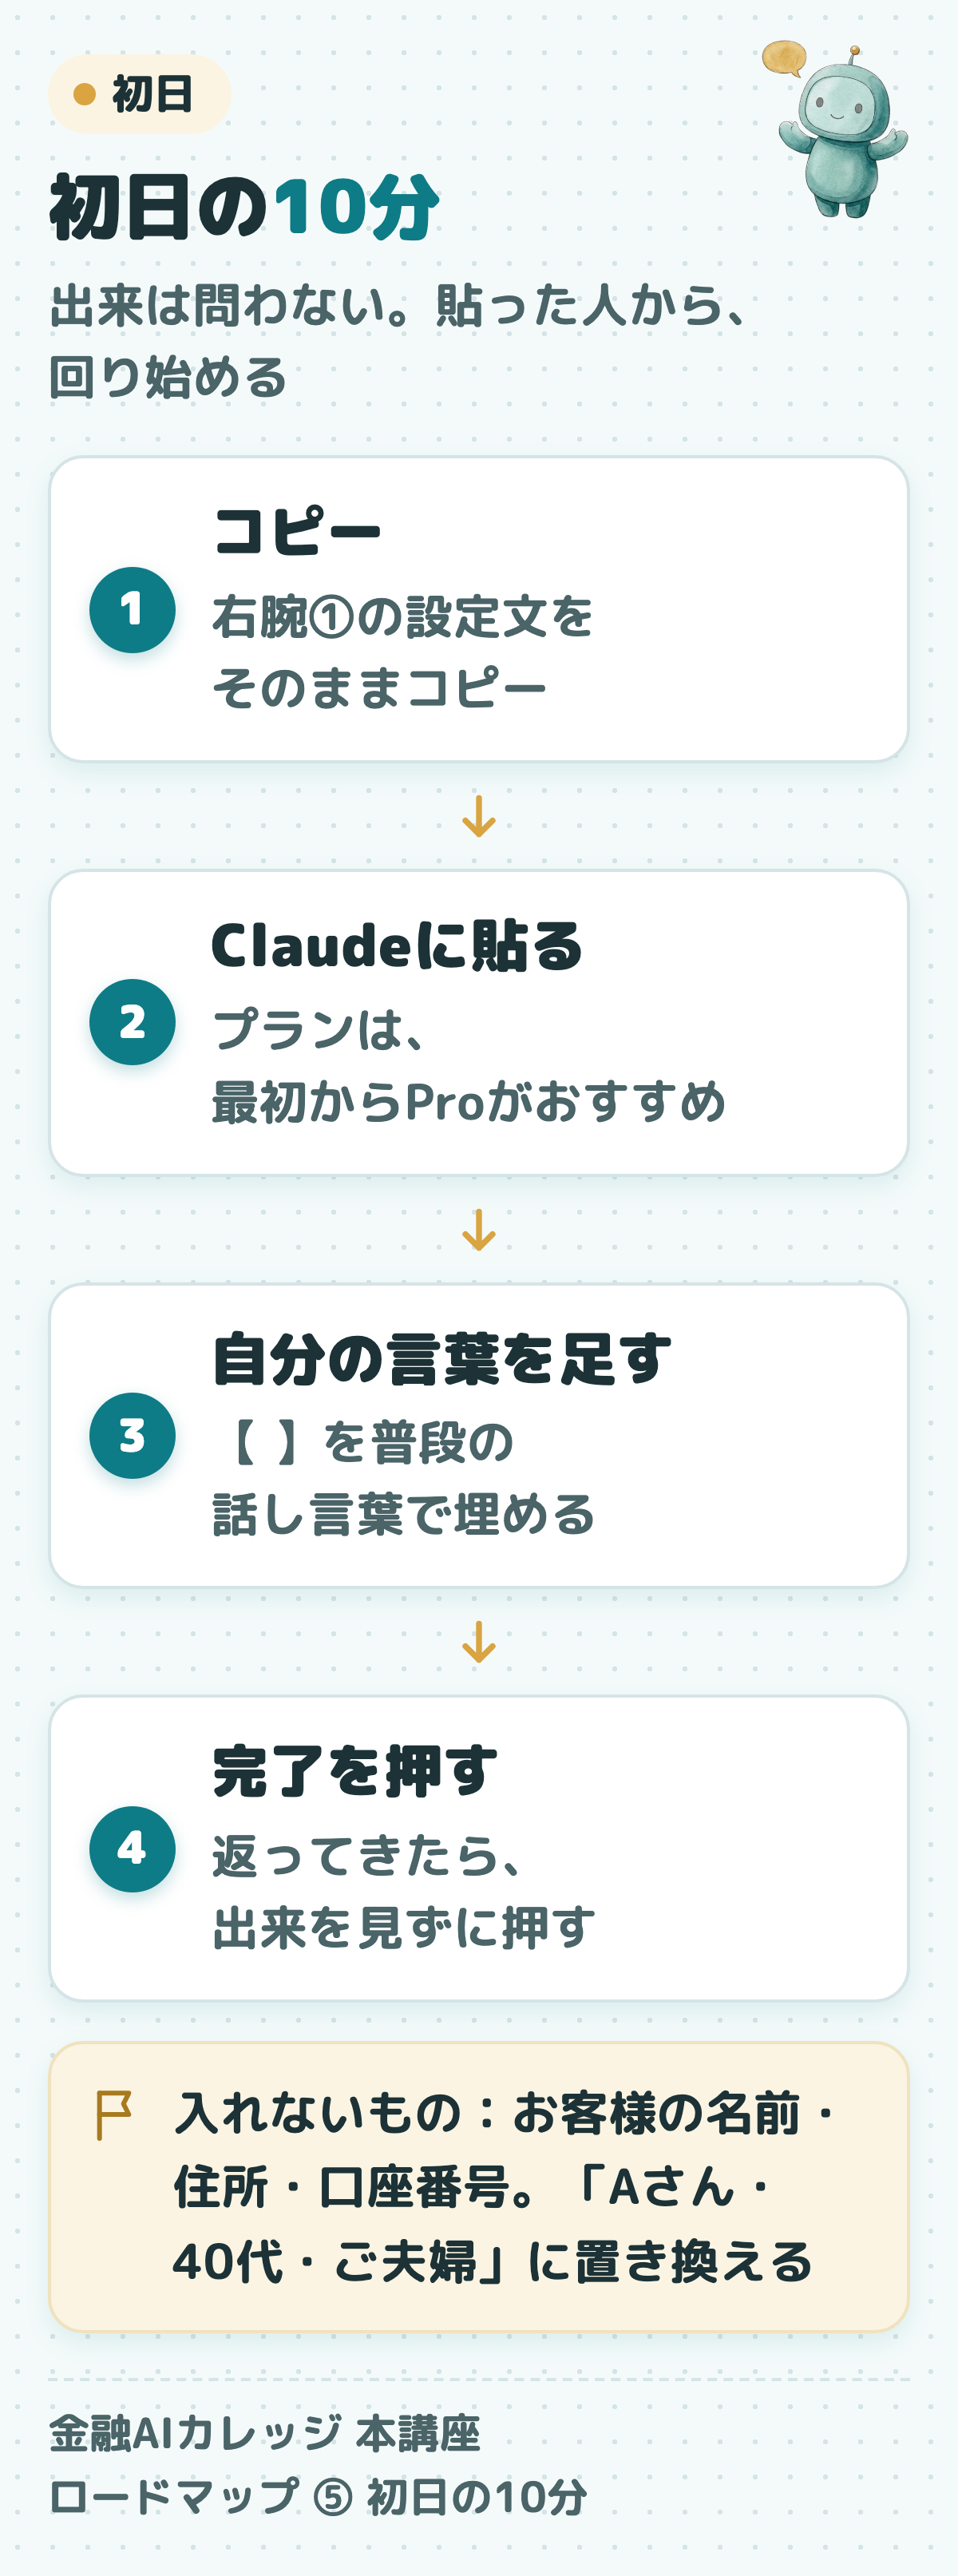 初日
初日の10分
出来は問わない。貼った人から、
回り始める
コピー
1
右腕①の設定文を
そのままコピー
↓
Claudeに貼る
2
プランは、
最初からProがおすすめ
↓
自分の言葉を足す
3
【 】を普段の
話し言葉で埋める
↓
完了を押す
4
返ってきたら、
出来を見ずに押す
入れないもの：お客様の名前・
住所・口座番号。「Aさん・
40代・ご夫婦」に置き換える
金融AIカレッジ 本講座
ロードマップ ⑤ 初日の10分